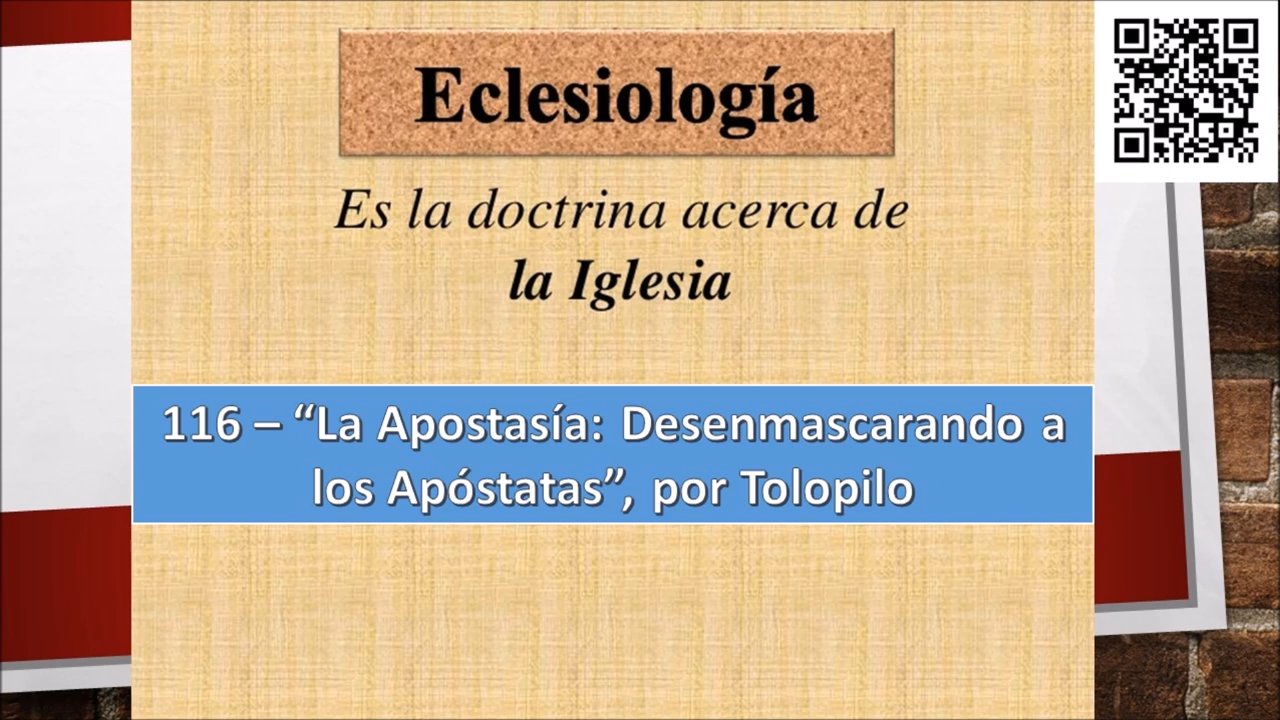 Eclesiología
Es la doctrina acerca de
la Iglesia
116 – “La Apostasía: Desenmascarando a
los Apóstatas”, por Tolopilo